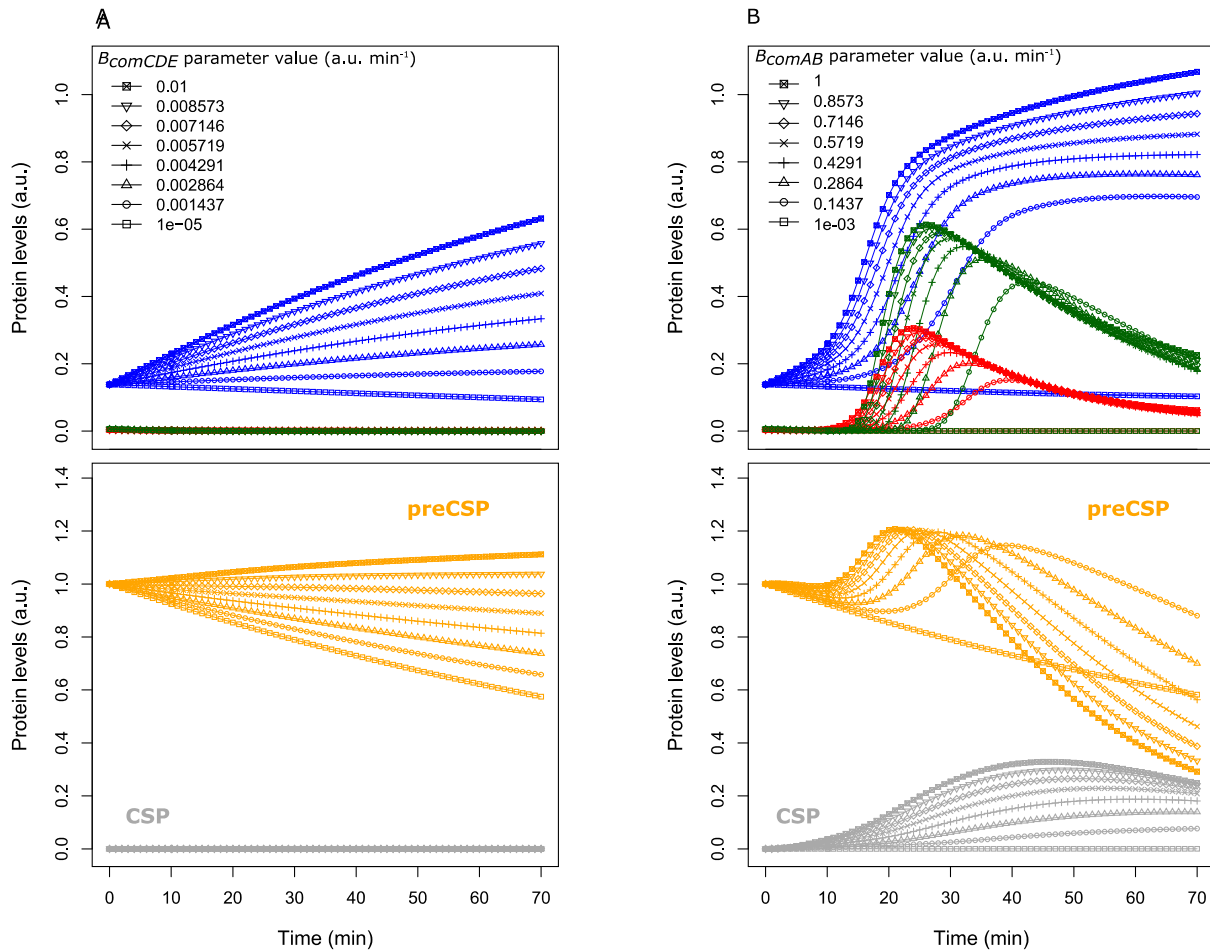 A
B
BcomCDE parameter value (a.u. min⁻¹)
0.01
0.008573
0.007146
0.005719
0.004291
0.002864
0.001437
1e-05
Protein levels (a.u.)
1.0
0.8
0.6
0.4
0.2
0.0
BcomAB parameter value (a.u. min⁻¹)
1
0.8573
0.7146
0.5719
0.4291
0.2864
0.1437
1e-03
Protein levels (a.u.)
1.0
0.8
0.6
0.4
0.2
0.0
preCSP
CSP
Protein levels (a.u.)
1.4
1.2
1.0
0.8
0.6
0.4
0.2
0.0
0 10 20 30 40 50 60 70
Time (min)
preCSP
CSP
Protein levels (a.u.)
1.4
1.2
1.0
0.8
0.6
0.4
0.2
0.0
0 10 20 30 40 50 60 70
Time (min)